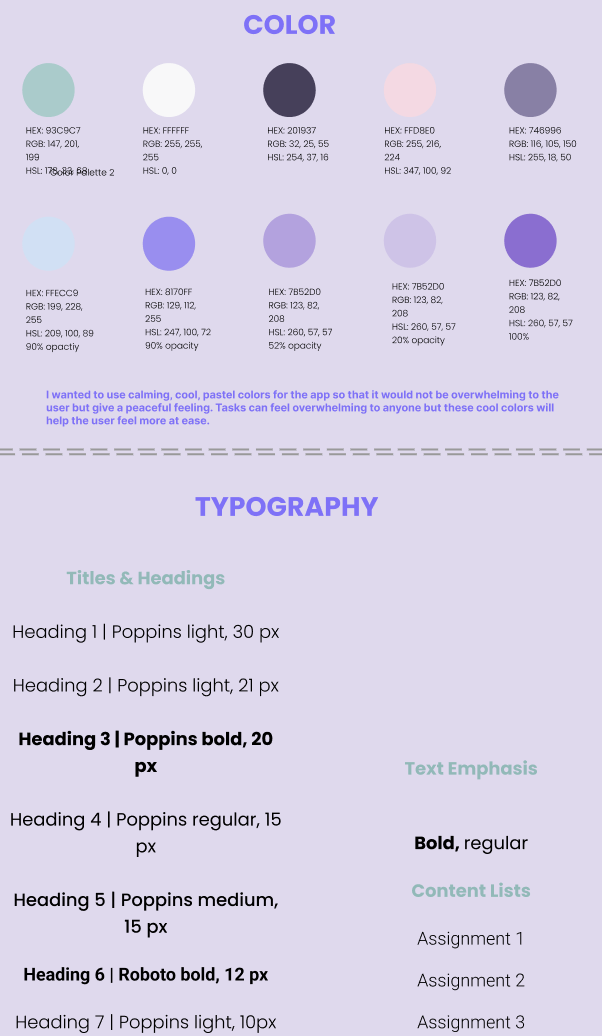 COLOR
HEX: 93C9C7
RGB: 147, 201,
199
HSL: 178, 33, 68
Color Palette 2
HEX: FFFFFF
RGB: 255, 255,
255
HSL: 0, 0
HEX: 201937
RGB: 32, 25, 55
HSL: 254, 37, 16
HEX: FFD8E0
RGB: 255, 216,
224
HSL: 347, 100, 92
HEX: 746996
RGB: 116, 105, 150
HSL: 255, 18, 50
HEX: FFECC9
RGB: 199, 228,
255
HSL: 209, 100, 89
90% opactiy
HEX: 8170FF
RGB: 129, 112,
255
HSL: 247, 100, 72
90% opacity
HEX: 7B52D0
RGB: 123, 82,
208
HSL: 260, 57, 57
52% opacity
HEX: 7B52D0
RGB: 123, 82,
208
HSL: 260, 57, 57
20% opacity
HEX: 7B52D0
RGB: 123, 82,
208
HSL: 260, 57, 57
100%
I wanted to use calming, cool, pastel colors for the app so that it would not be overwhelming to the
user but give a peaceful feeling. Tasks can feel overwhelming to anyone but these cool colors will
help the user feel more at ease.
TYPOGRAPHY
Titles & Headings
Heading 1 | Poppins light, 30 px
Heading 2 | Poppins light, 21 px
Heading 3 | Poppins bold, 20
px
Heading 4 | Poppins regular, 15
px
Heading 5 | Poppins medium,
15 px
Heading 6 | Roboto bold, 12 px
Heading 7 | Poppins light, 10px
Text Emphasis
Bold, regular
Content Lists
Assignment 1
Assignment 2
Assignment 3